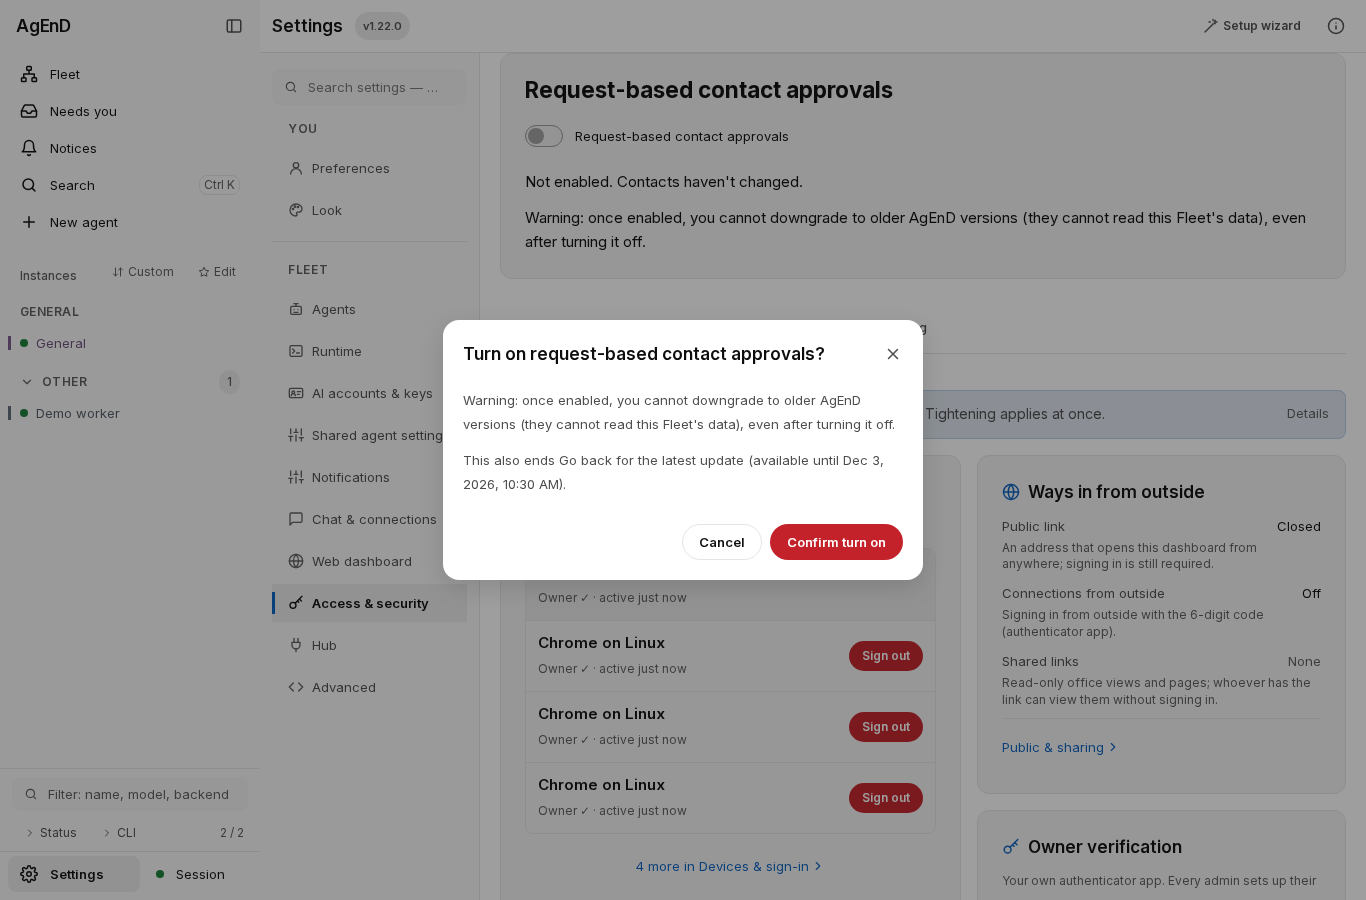 AgEnD
Fleet
Needs you
Notices
Search
Ctrl K
New agent
Instances
Custom
Edit
GENERAL
General
OTHER
1
Demo worker
Filter: name, model, backend
Status
CLI
2 / 2
Settings
Session
Settings
v1.22.0
Setup wizard
Search settings — …
YOU
Preferences
Look
FLEET
Agents
Runtime
AI accounts & keys
Shared agent setting
Notifications
Chat & connections
Web dashboard
Access & security
Hub
Advanced
Request-based contact approvals
Request-based contact approvals
Not enabled. Contacts haven't changed.
Warning: once enabled, you cannot downgrade to older AgEnD versions (they cannot read this Fleet's data), even
after turning it off.
Turn on request-based contact approvals?
Warning: once enabled, you cannot downgrade to older AgEnD
versions (they cannot read this Fleet's data), even after turning it off.
This also ends Go back for the latest update (available until Dec 3,
2026, 10:30 AM).
Cancel
Confirm turn on
Tightening applies at once.
Details
Owner ✓ · active just now
Chrome on Linux
Owner ✓ · active just now
Sign out
Chrome on Linux
Owner ✓ · active just now
Sign out
Chrome on Linux
Owner ✓ · active just now
Sign out
4 more in Devices & sign-in
Ways in from outside
Public link
Closed
An address that opens this dashboard from
anywhere; signing in is still required.
Connections from outside
Off
Signing in from outside with the 6-digit code
(authenticator app).
Shared links
None
Read-only office views and pages; whoever has the
link can view them without signing in.
Public & sharing
Owner verification
Your own authenticator app. Every admin sets up their